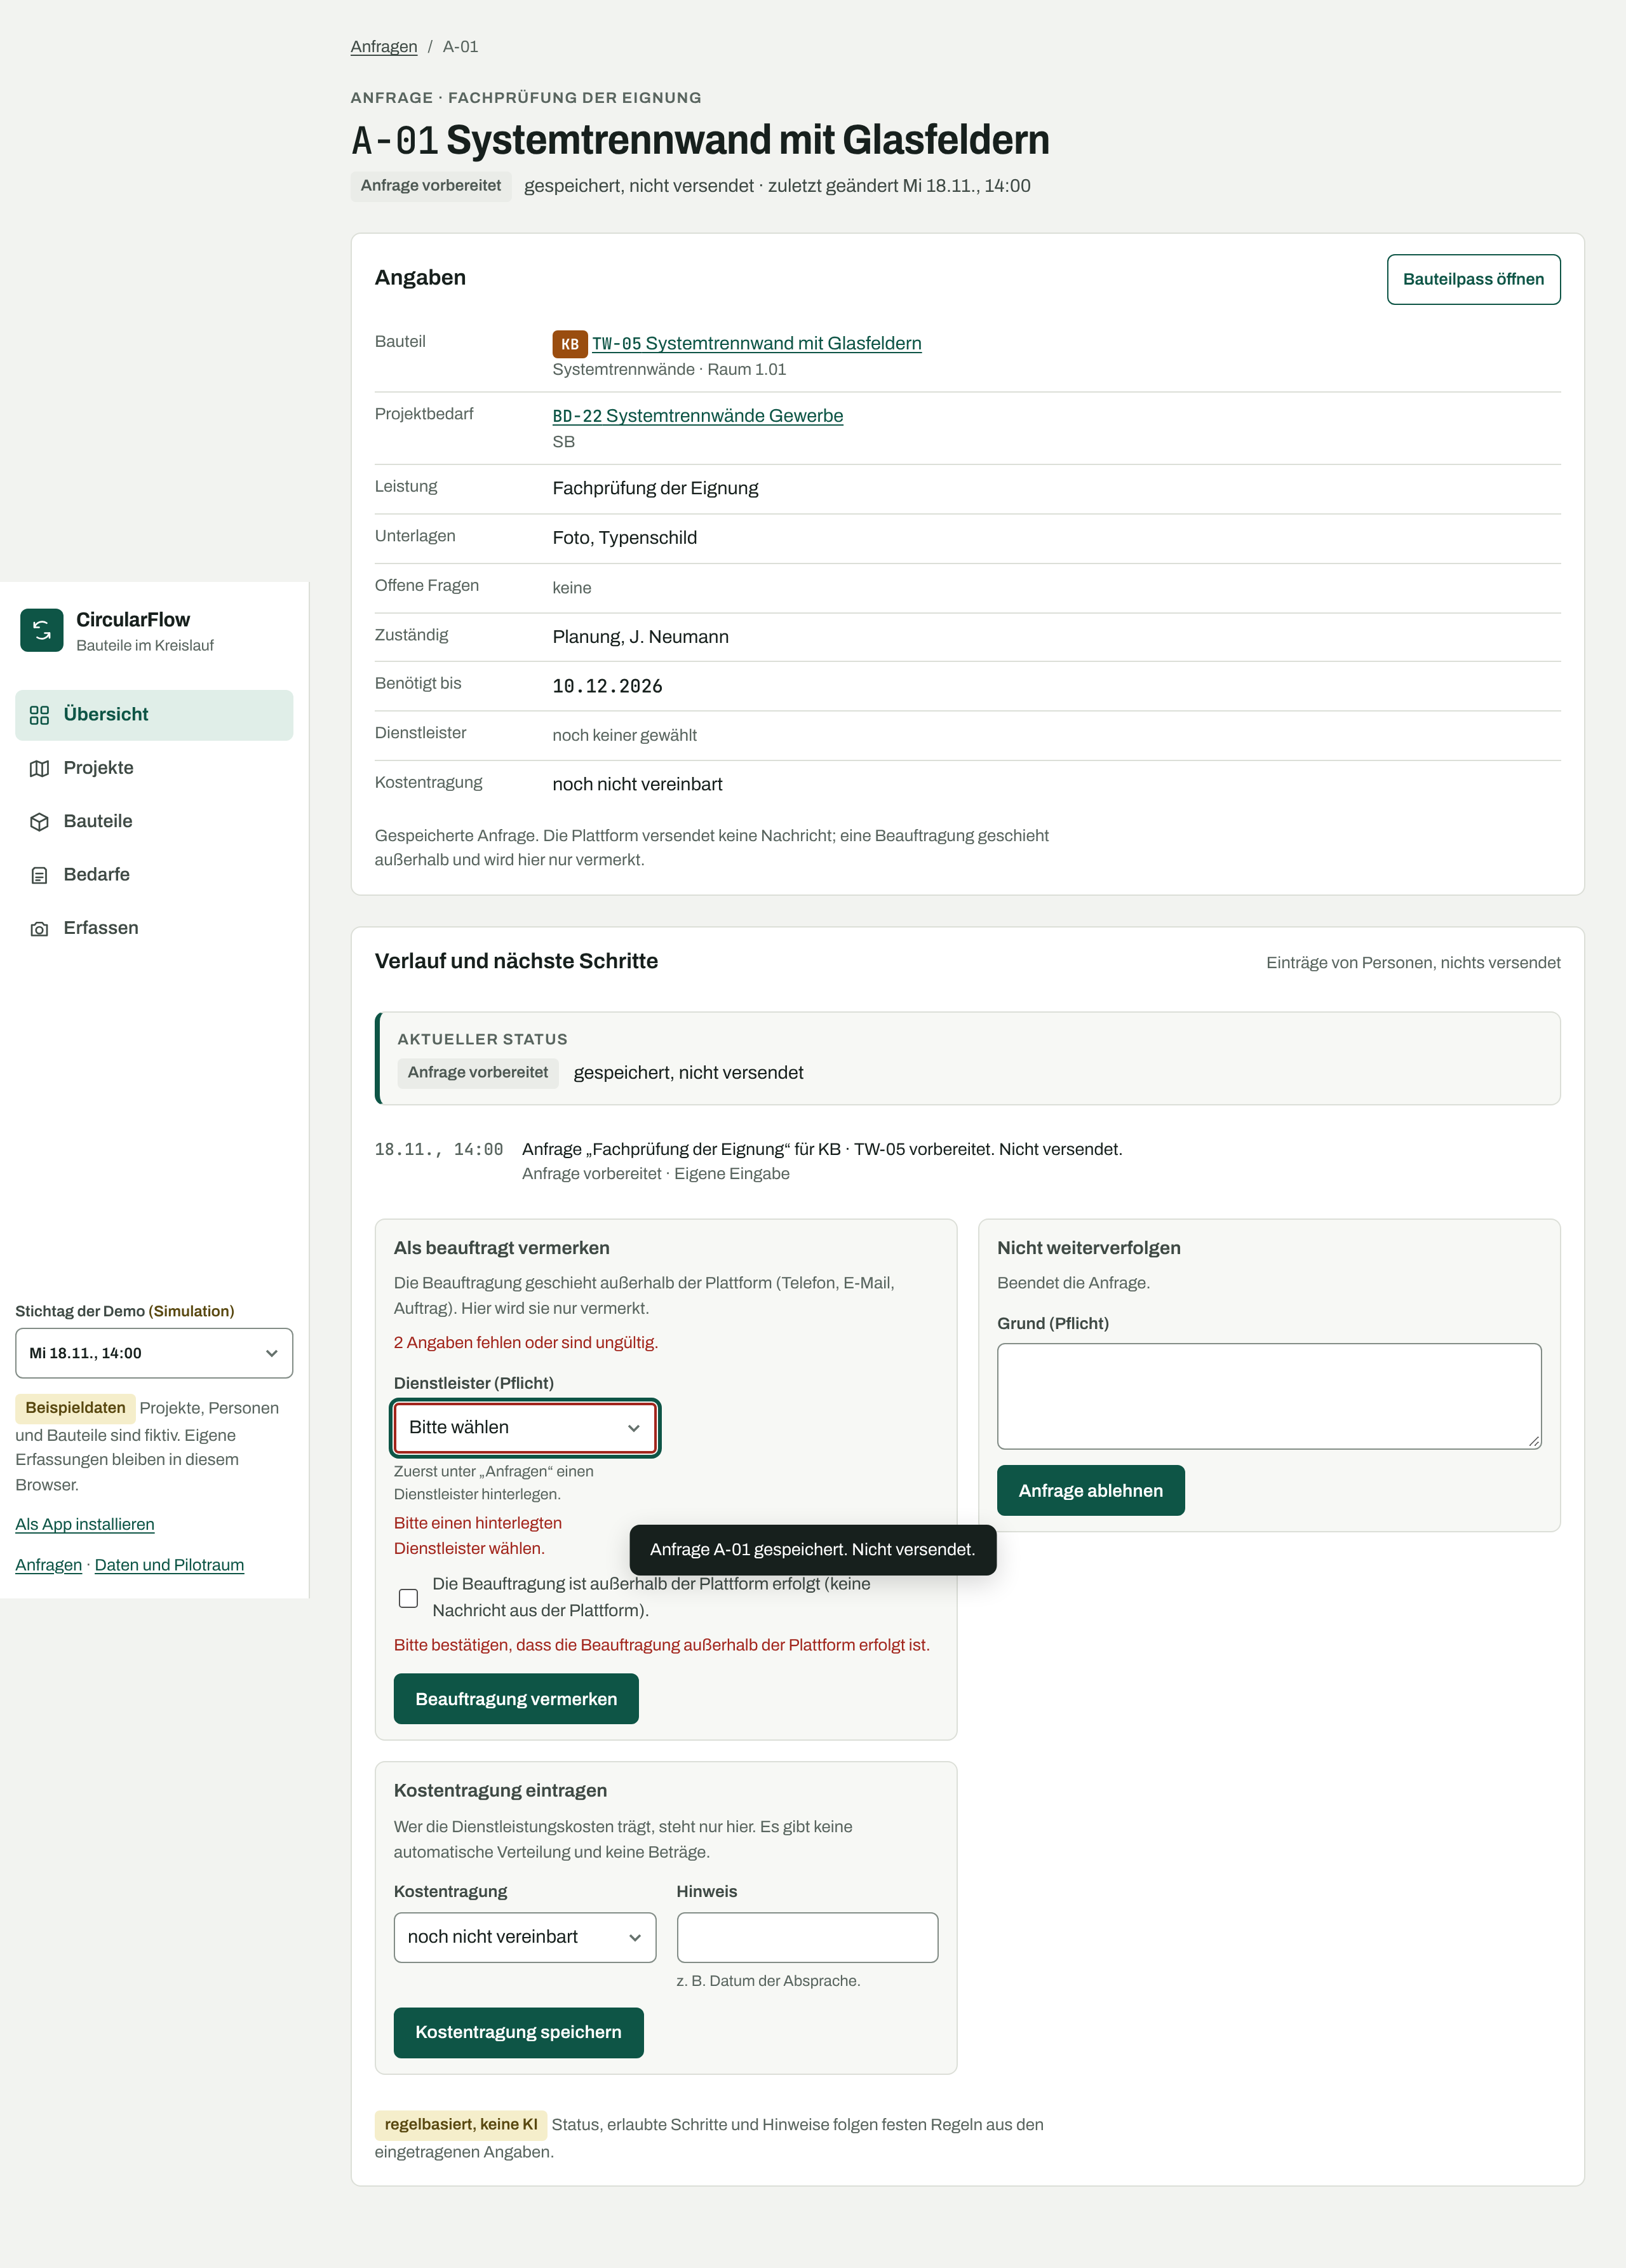 Anfragen / A-01
ANFRAGE · FACHPRÜFUNG DER EIGNUNG
A-01 Systemtrennwand mit Glasfeldern
Anfrage vorbereitet gespeichert, nicht versendet · zuletzt geändert Mi 18.11., 14:00
Angaben
Bauteilpass öffnen
Bauteil
KB TW-05 Systemtrennwand mit Glasfeldern
Systemtrennwände · Raum 1.01
Projektbedarf
BD-22 Systemtrennwände Gewerbe
SB
Leistung
Fachprüfung der Eignung
Unterlagen
Foto, Typenschild
Offene Fragen
keine
Zuständig
Planung, J. Neumann
Benötigt bis
10.12.2026
Dienstleister
noch keiner gewählt
Kostentragung
noch nicht vereinbart
Gespeicherte Anfrage. Die Plattform versendet keine Nachricht; eine Beauftragung geschieht
außerhalb und wird hier nur vermerkt.
CircularFlow
Bauteile im Kreislauf
Übersicht
Projekte
Bauteile
Bedarfe
Erfassen
Stichtag der Demo (Simulation)
Mi 18.11., 14:00
Beispieldaten Projekte, Personen
und Bauteile sind fiktiv. Eigene
Erfassungen bleiben in diesem
Browser.
Als App installieren
Anfragen · Daten und Pilotraum
Verlauf und nächste Schritte
Einträge von Personen, nichts versendet
AKTUELLER STATUS
Anfrage vorbereitet gespeichert, nicht versendet
18.11., 14:00 Anfrage „Fachprüfung der Eignung“ für KB · TW-05 vorbereitet. Nicht versendet.
Anfrage vorbereitet · Eigene Eingabe
Als beauftragt vermerken
Die Beauftragung geschieht außerhalb der Plattform (Telefon, E-Mail,
Auftrag). Hier wird sie nur vermerkt.
2 Angaben fehlen oder sind ungültig.
Dienstleister (Pflicht)
Bitte wählen
Zuerst unter „Anfragen“ einen
Dienstleister hinterlegen.
Bitte einen hinterlegten
Dienstleister wählen.
Die Beauftragung ist außerhalb der Plattform erfolgt (keine
Nachricht aus der Plattform).
Bitte bestätigen, dass die Beauftragung außerhalb der Plattform erfolgt ist.
Beauftragung vermerken
Nicht weiterverfolgen
Beendet die Anfrage.
Grund (Pflicht)
Anfrage ablehnen
Anfrage A-01 gespeichert. Nicht versendet.
Kostentragung eintragen
Wer die Dienstleistungskosten trägt, steht nur hier. Es gibt keine
automatische Verteilung und keine Beträge.
Kostentragung
noch nicht vereinbart
Hinweis
z. B. Datum der Absprache.
Kostentragung speichern
regelbasiert, keine KI Status, erlaubte Schritte und Hinweise folgen festen Regeln aus den
eingetragenen Angaben.